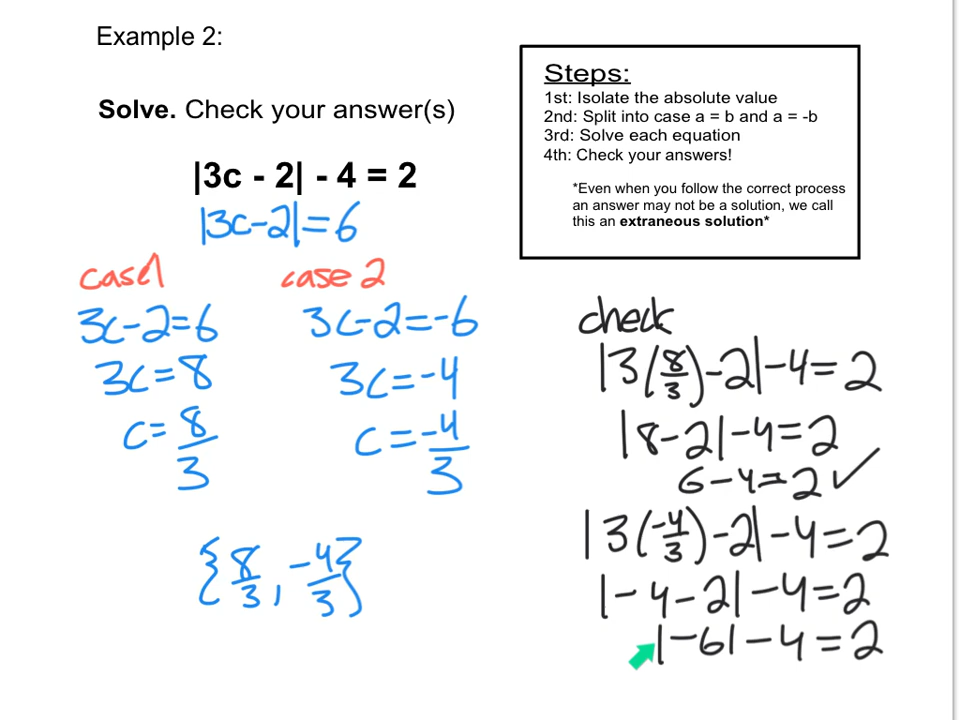 Example 2:
Solve. Check your answer(s)
|3c - 2| - 4 = 2
|3c-2|=6
case 1
3c-2=6
3c=8
c=8/3
case 2
3c-2=-6
3c=-4
c=-4/3
{8/3, -4/3}
Steps:
1st: Isolate the absolute value
2nd: Split into case a = b and a = -b
3rd: Solve each equation
4th: Check your answers!
*Even when you follow the correct process
an answer may not be a solution, we call
this an extraneous solution*
check
|3(8/3)-2|-4=2
|8-2|-4=2
6-4=2✓
|3(-4/3)-2|-4=2
|-4-2|-4=2
|-6|-4=2